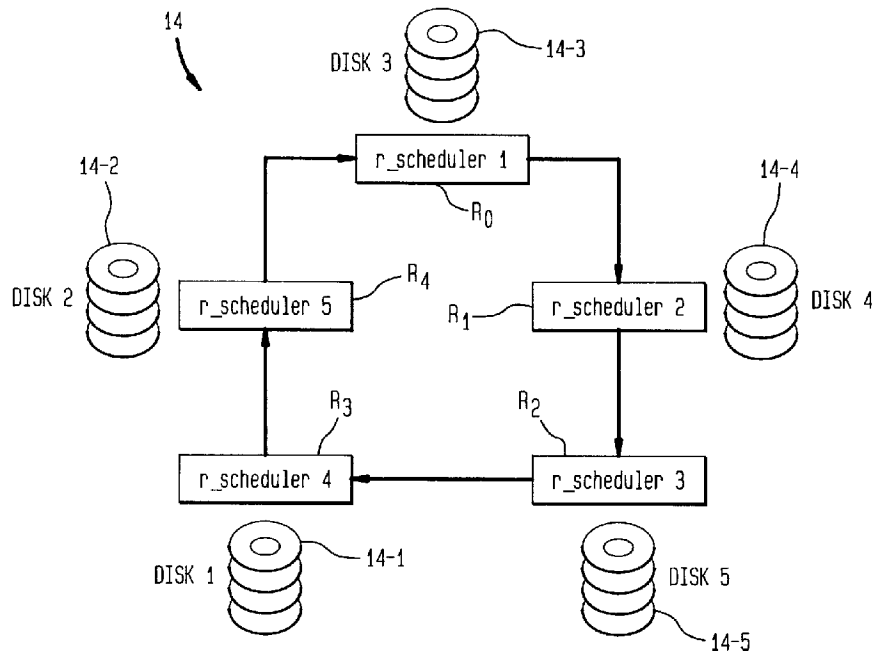 14
DISK 3
14-3
r_scheduler 1
R0
14-2
14-4
DISK 2
r_scheduler 5
R4
R1
r_scheduler 2
DISK 4
R3
R2
r_scheduler 4
r_scheduler 3
DISK 1
14-1
DISK 5
14-5